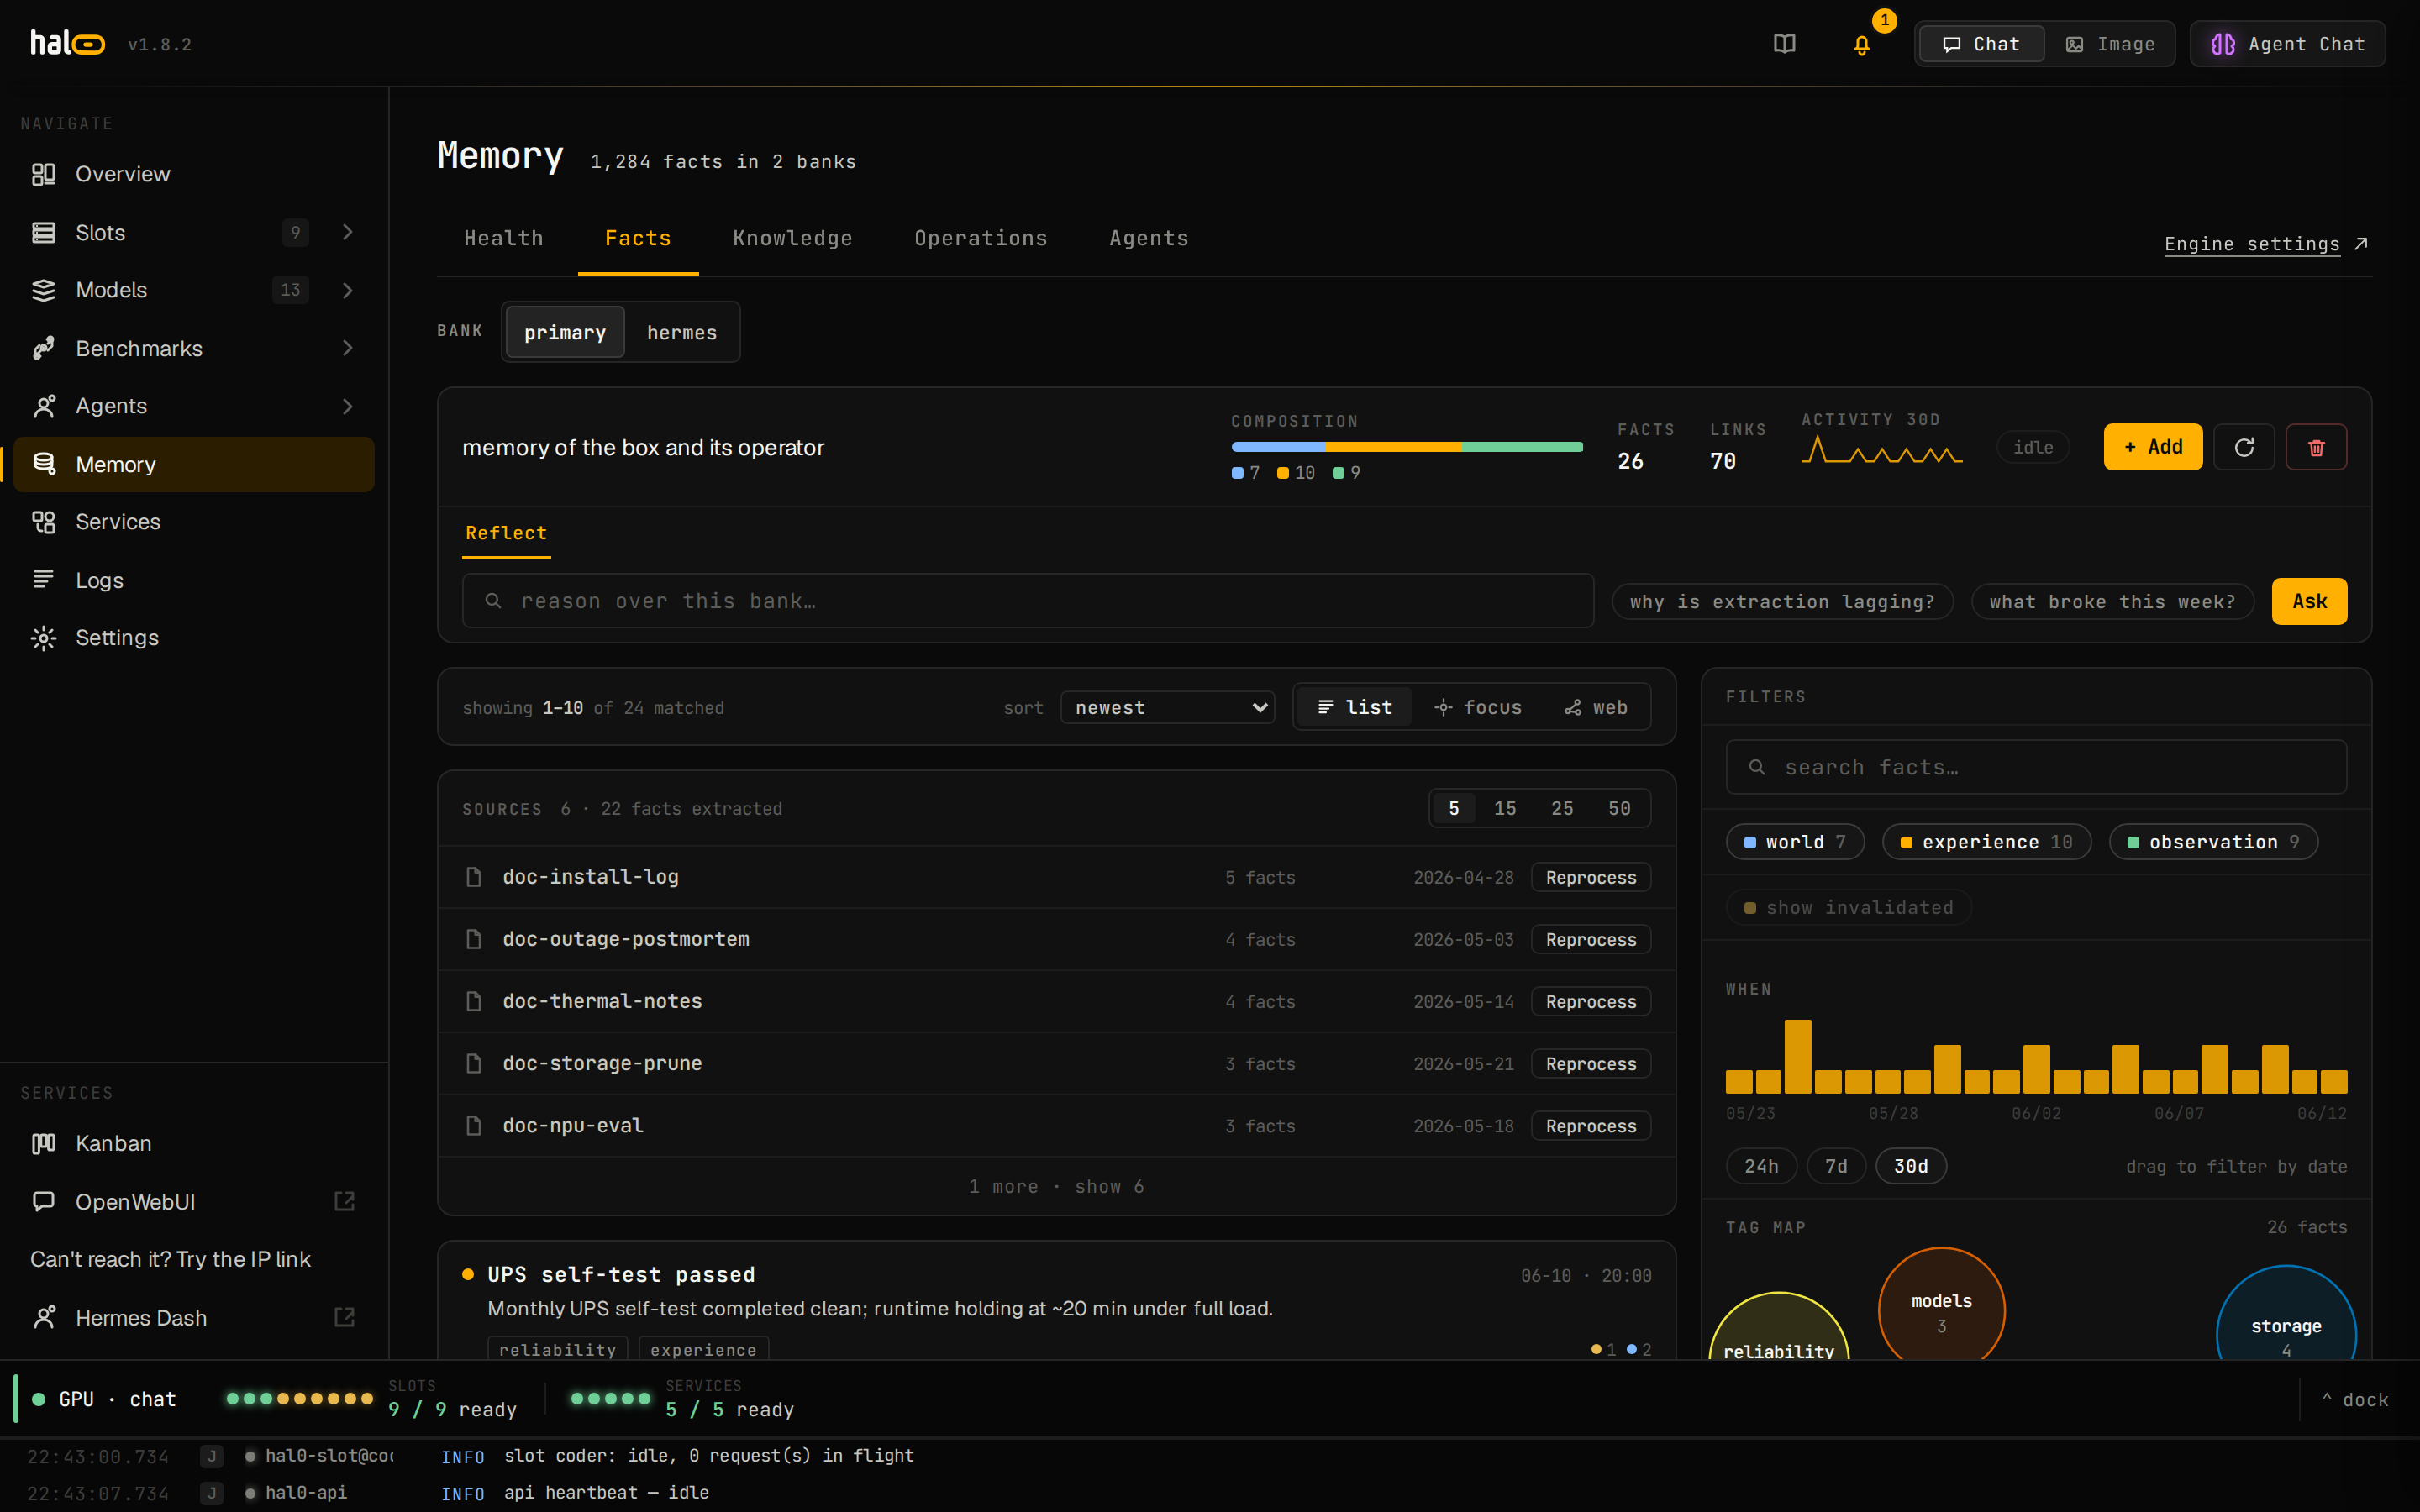 halo v1.8.2
1
Chat Image Agent Chat
NAVIGATE
Overview
Slots 9
Models 13
Benchmarks
Agents
Memory
Services
Logs
Settings
SERVICES
Kanban
OpenWebUI
Can't reach it? Try the IP link
Hermes Dash
Memory 1,284 facts in 2 banks
Health Facts Knowledge Operations Agents
Engine settings ↗
BANK primary hermes
memory of the box and its operator
COMPOSITION
7 10 9
FACTS
26
LINKS
70
ACTIVITY 30D
idle
+ Add
Reflect
reason over this bank…
why is extraction lagging? what broke this week? Ask
showing 1–10 of 24 matched
sort newest list focus web
SOURCES 6 · 22 facts extracted 5 15 25 50
doc-install-log 5 facts 2026-04-28 Reprocess
doc-outage-postmortem 4 facts 2026-05-03 Reprocess
doc-thermal-notes 4 facts 2026-05-14 Reprocess
doc-storage-prune 3 facts 2026-05-21 Reprocess
doc-npu-eval 3 facts 2026-05-18 Reprocess
1 more · show 6
UPS self-test passed 06-10 · 20:00
Monthly UPS self-test completed clean; runtime holding at ~20 min under full load.
reliability experience 1 2
FILTERS
search facts…
world 7 experience 10 observation 9
show invalidated
WHEN
05/23 05/28 06/02 06/07 06/12
24h 7d 30d drag to filter by date
TAG MAP 26 facts
models
3
storage
4
reliability
GPU · chat
SLOTS
9 / 9 ready
SERVICES
5 / 5 ready
^ dock
22:43:00.734 J hal0-slot@coc INFO slot coder: idle, 0 request(s) in flight
22:43:07.734 J hal0-api INFO api heartbeat — idle